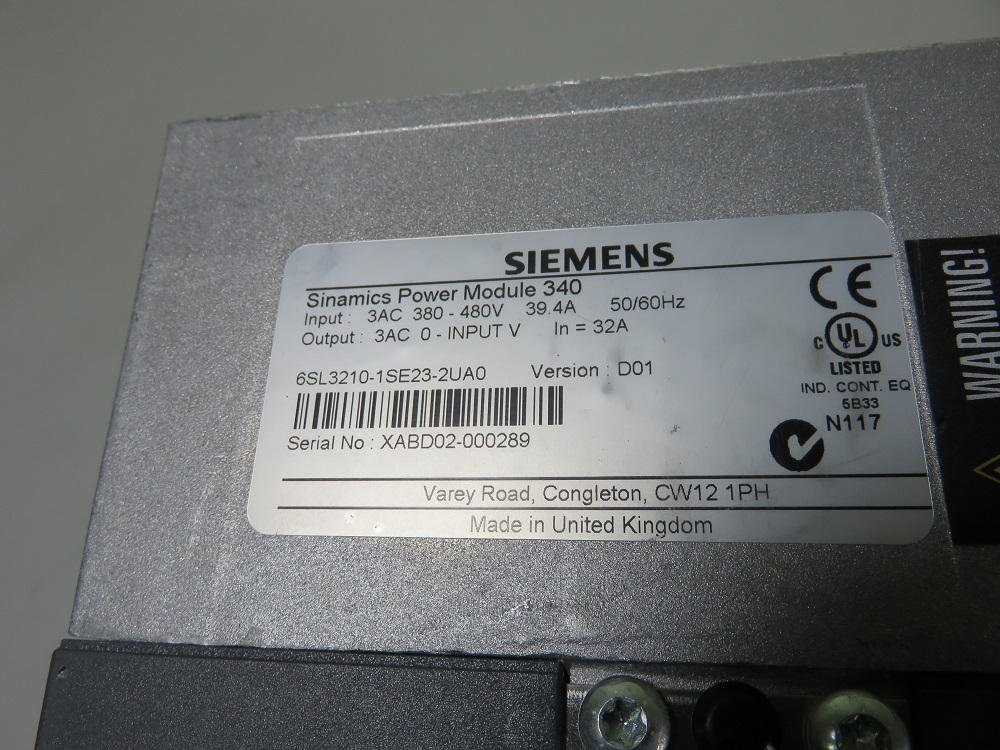 SIEMENS
Sinamics Power Module 340
Input : 3AC 380 - 480V 39.4A 50/60Hz
Output : 3AC 0 - INPUT V In = 32A
6SL3210-1SE23-2UA0 Version : D01
Serial No : XABD02-000289
CE
C UL US
LISTED
IND. CONT. EQ
5B33
N117
Varey Road, Congleton, CW12 1PH
Made in United Kingdom
WARNING!